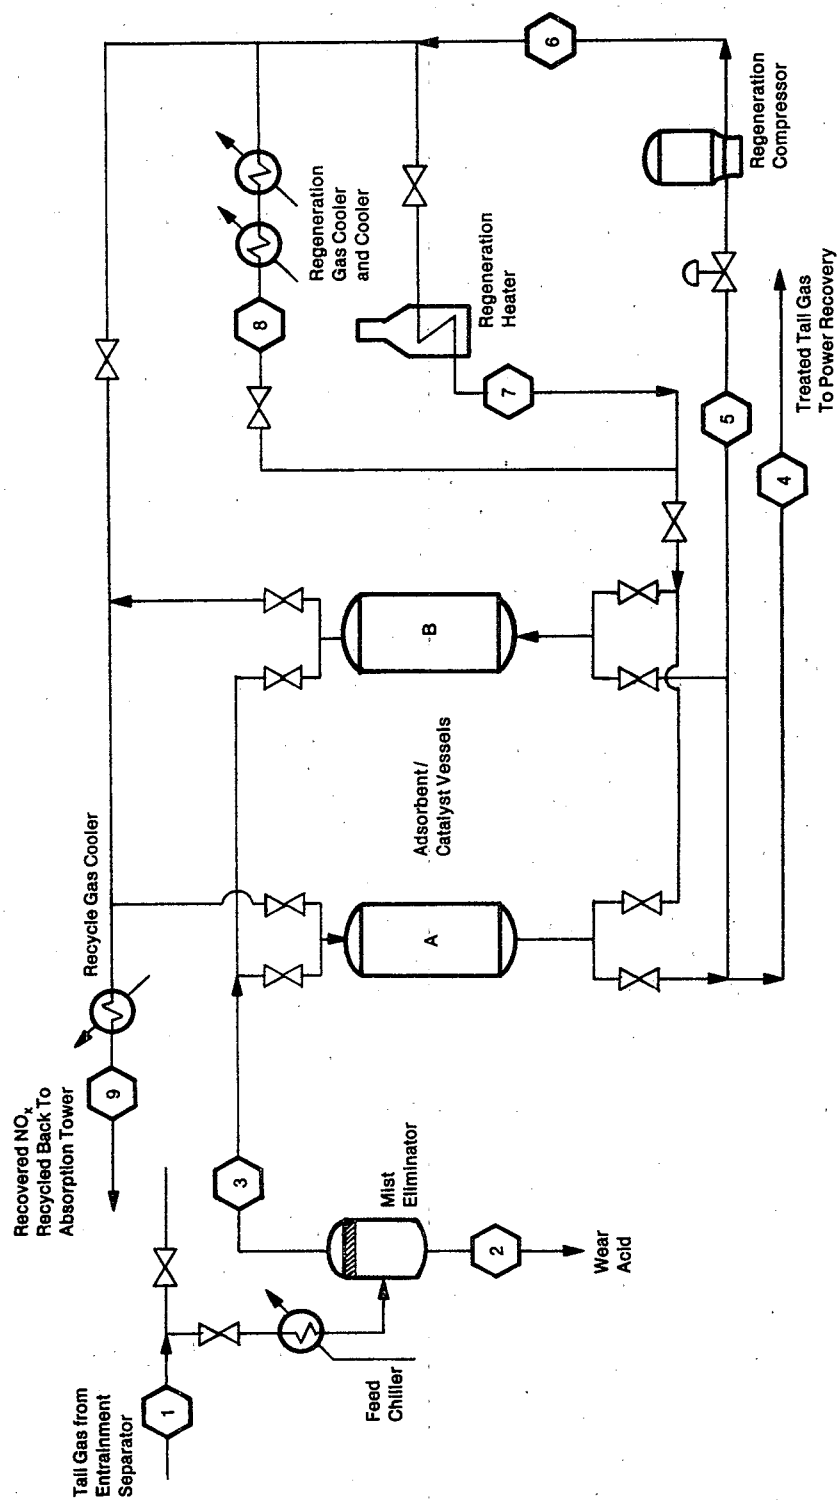 Tail Gas from
Entrainment
Separator
1
Feed
Chiller
Mist
Eliminator
2
Wear
Acid
3
Recovered NOx
Recycled Back To
Absorption Tower
9
Recycle Gas Cooler
A
Adsorbent/
Catalyst Vessels
B
8
Regeneration
Gas Cooler
and Cooler
7
Regeneration
Heater
6
5
Regeneration
Compressor
4
Treated Tail Gas
To Power Recovery